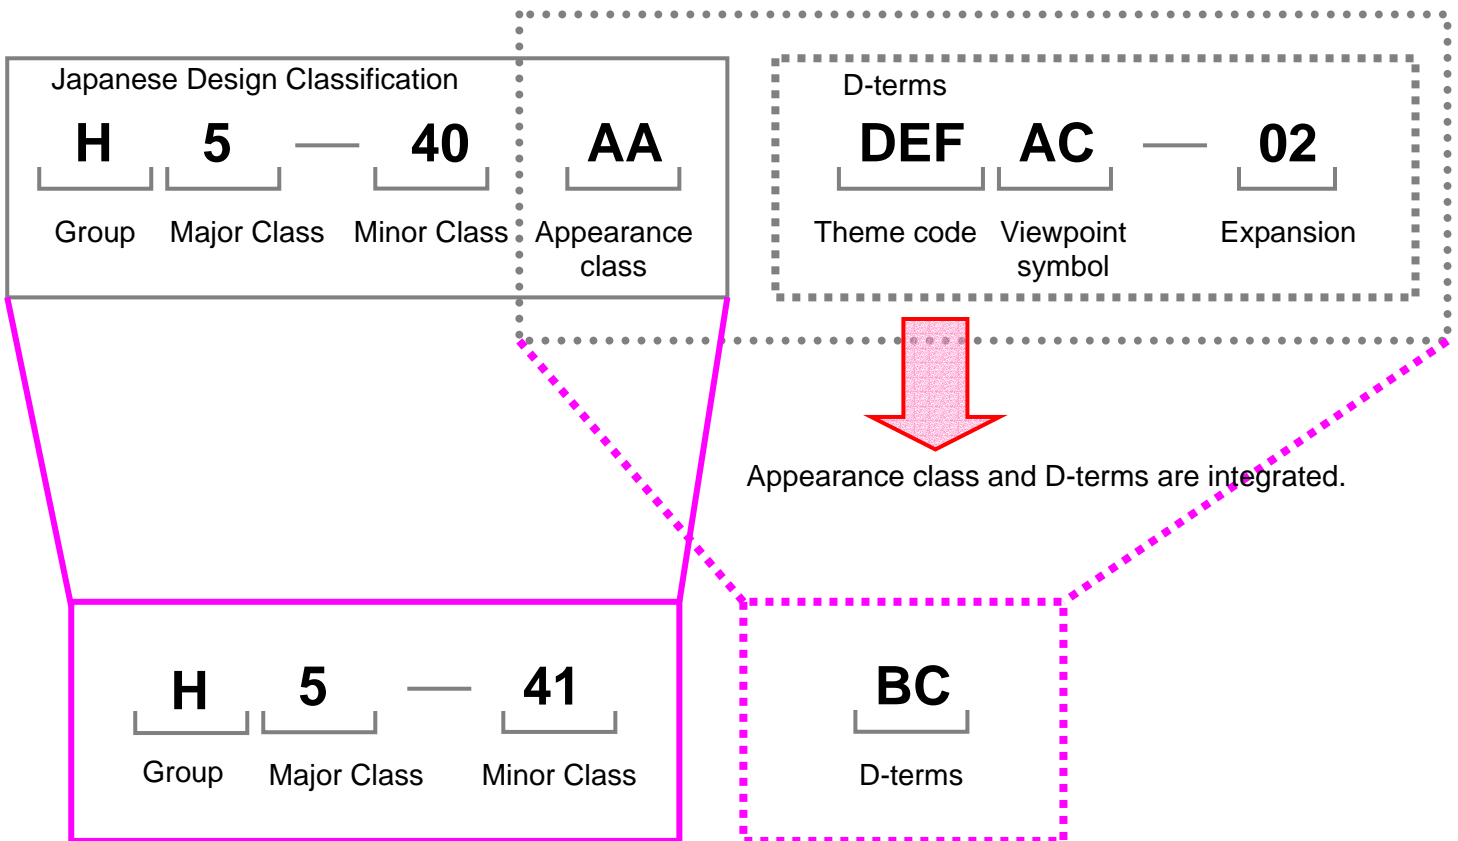 Japanese Design Classification
D-terms
H 5 — 40 AA DEF AC — 02
Group Major Class Minor Class Appearance class Theme code Viewpoint symbol Expansion
Appearance class and D-terms are integrated.
H 5 — 41 BC
Group Major Class Minor Class D-terms